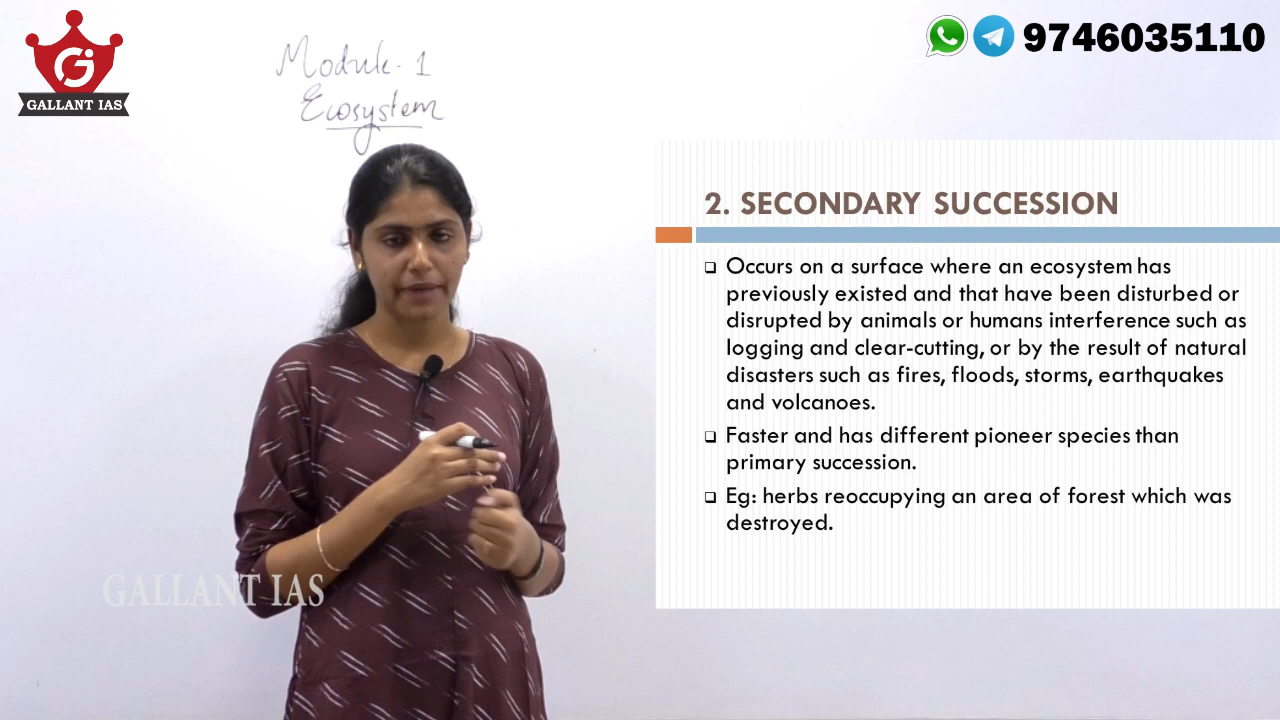 GALLANT IAS
9746035110
Module - 1
Ecosystem
2. SECONDARY SUCCESSION
❑ Occurs on a surface where an ecosystem has
previously existed and that have been disturbed or
disrupted by animals or humans interference such as
logging and clear-cutting, or by the result of natural
disasters such as fires, floods, storms, earthquakes
and volcanoes.
❑ Faster and has different pioneer species than
primary succession.
❑ Eg: herbs reoccupying an area of forest which was
destroyed.
GALLANT IAS